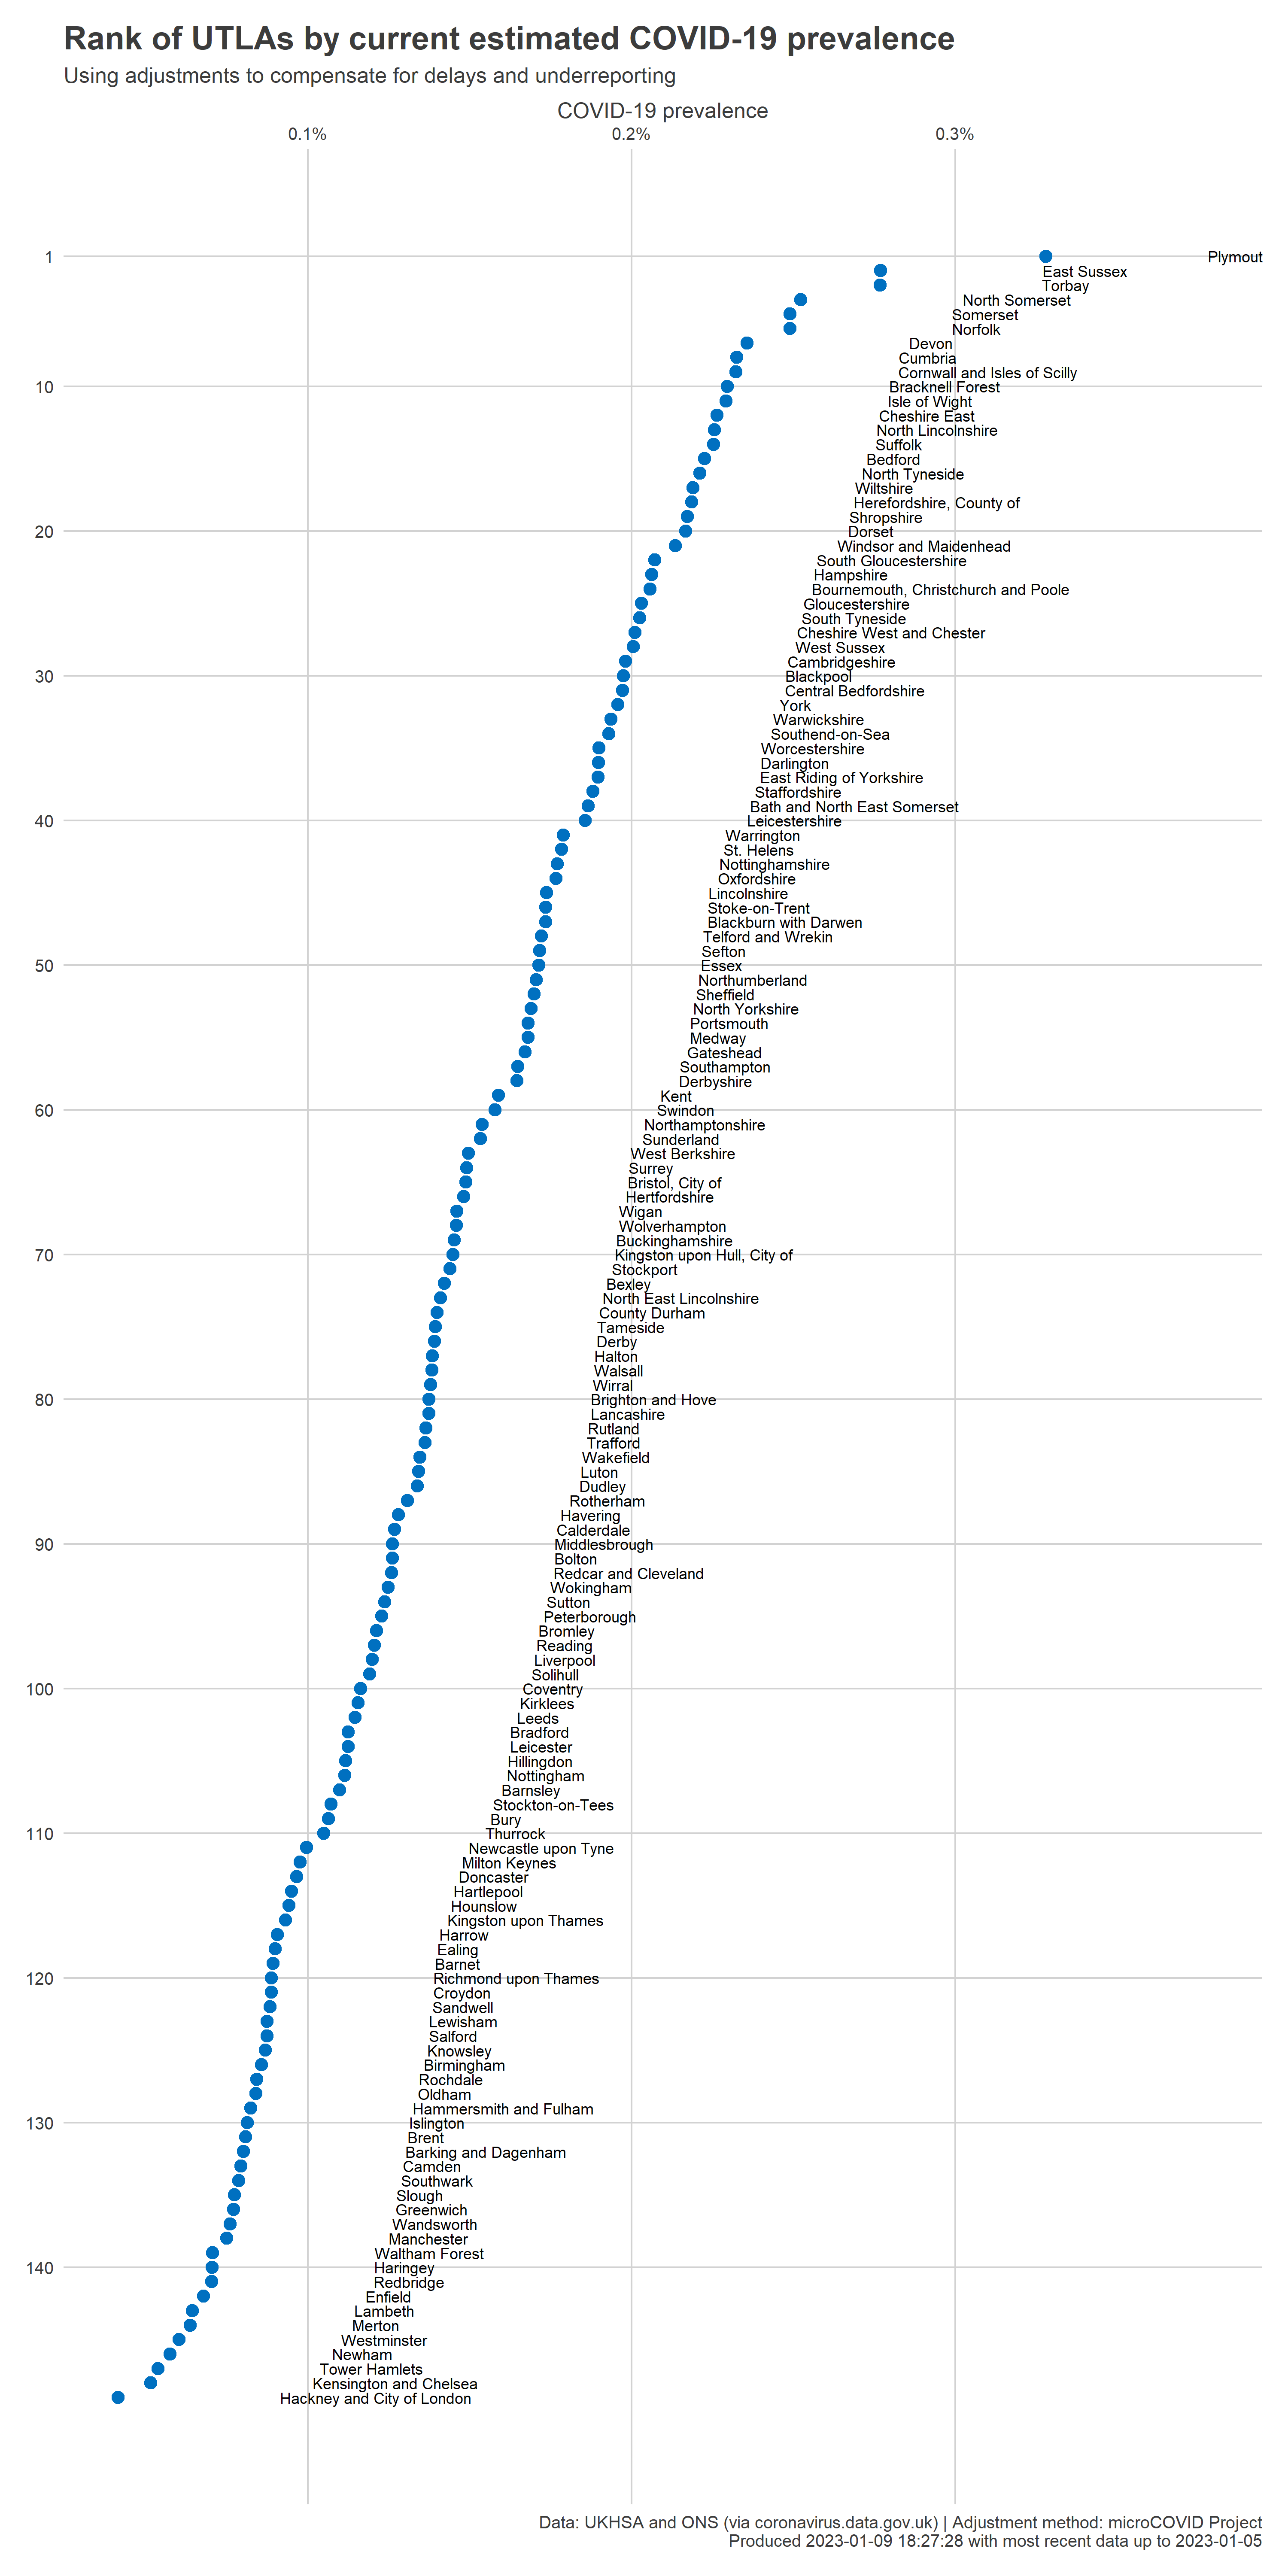 Rank of UTLAs by current estimated COVID-19 prevalence
Using adjustments to compensate for delays and underreporting
COVID-19 prevalence
0.1% 0.2% 0.3%
1 Plymout
East Sussex
Torbay
North Somerset
Somerset
Norfolk
Devon
Cumbria
Cornwall and Isles of Scilly
10 Bracknell Forest
Isle of Wight
Cheshire East
North Lincolnshire
Suffolk
Bedford
North Tyneside
Wiltshire
Herefordshire, County of
Shropshire
20 Dorset
Windsor and Maidenhead
South Gloucestershire
Hampshire
Bournemouth, Christchurch and Poole
Gloucestershire
South Tyneside
Cheshire West and Chester
West Sussex
Cambridgeshire
30 Blackpool
Central Bedfordshire
York
Warwickshire
Southend-on-Sea
Worcestershire
Darlington
East Riding of Yorkshire
Staffordshire
Bath and North East Somerset
40 Leicestershire
Warrington
St. Helens
Nottinghamshire
Oxfordshire
Lincolnshire
Stoke-on-Trent
Blackburn with Darwen
Telford and Wrekin
Sefton
50 Essex
Northumberland
Sheffield
North Yorkshire
Portsmouth
Medway
Gateshead
Southampton
Derbyshire
Kent
60 Swindon
Northamptonshire
Sunderland
West Berkshire
Surrey
Bristol, City of
Hertfordshire
Wigan
Wolverhampton
Buckinghamshire
70 Kingston upon Hull, City of
Stockport
Bexley
North East Lincolnshire
County Durham
Tameside
Derby
Halton
Walsall
Wirral
80 Brighton and Hove
Lancashire
Rutland
Trafford
Wakefield
Luton
Dudley
Rotherham
Havering
Calderdale
90 Middlesbrough
Bolton
Redcar and Cleveland
Wokingham
Sutton
Peterborough
Bromley
Reading
Liverpool
Solihull
100 Coventry
Kirklees
Leeds
Bradford
Leicester
Hillingdon
Nottingham
Barnsley
Stockton-on-Tees
Bury
110 Thurrock
Newcastle upon Tyne
Milton Keynes
Doncaster
Hartlepool
Hounslow
Kingston upon Thames
Harrow
Ealing
Barnet
120 Richmond upon Thames
Croydon
Sandwell
Lewisham
Salford
Knowsley
Birmingham
Rochdale
Oldham
Hammersmith and Fulham
130 Islington
Brent
Barking and Dagenham
Camden
Southwark
Slough
Greenwich
Wandsworth
Manchester
Waltham Forest
140 Haringey
Redbridge
Enfield
Lambeth
Merton
Westminster
Newham
Tower Hamlets
Kensington and Chelsea
Hackney and City of London
Data: UKHSA and ONS (via coronavirus.data.gov.uk) | Adjustment method: microCOVID Project
Produced 2023-01-09 18:27:28 with most recent data up to 2023-01-05